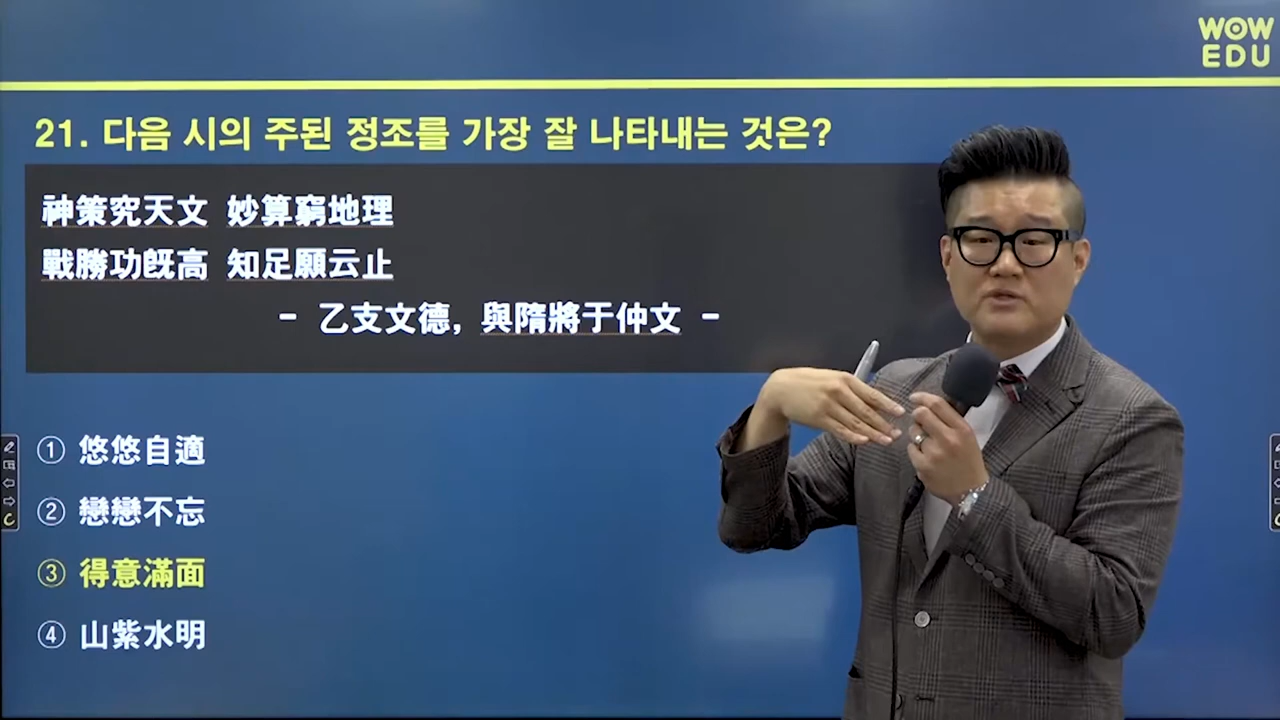 WOW
EDU
21. 다음 시의 주된 정조를 가장 잘 나타내는 것은?
神策究天文 妙算窮地理
戰勝功旣高 知足願云止
- 乙支文德, 與隋將于仲文 -
① 悠悠自適
② 戀戀不忘
③ 得意滿面
④ 山紫水明